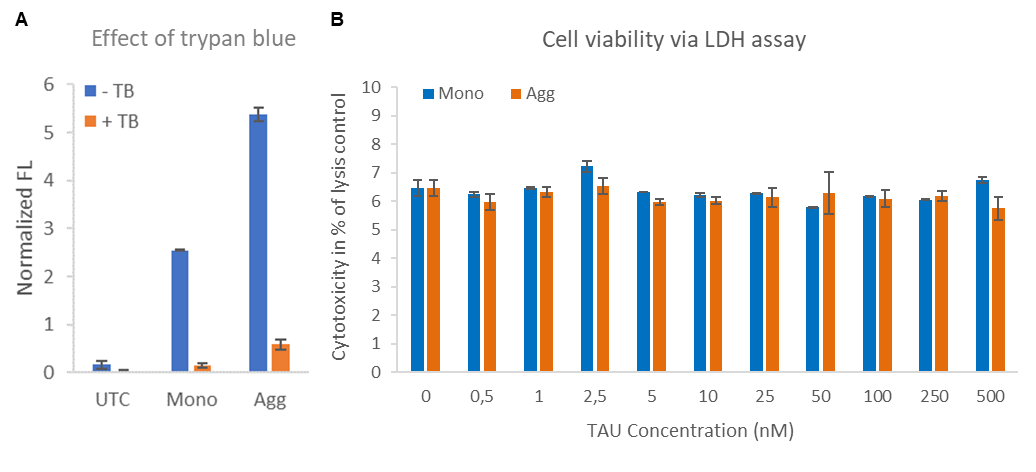 A
Effect of trypan blue
- TB
+ TB
Normalized FL
6
5
4
3
2
1
0
UTC Mono Agg
B
Cell viability via LDH assay
Mono Agg
Cytotoxicity in % of lysis control
10
9
8
7
6
5
4
3
2
1
0
0 0,5 1 2,5 5 10 25 50 100 250 500
TAU Concentration (nM)